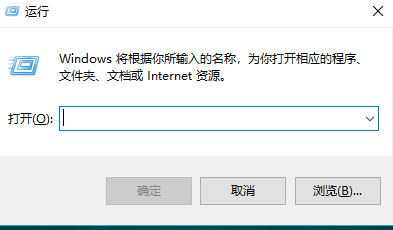 运行
Windows 将根据你所输入的名称，为你打开相应的程序、
文件夹、文档或 Internet 资源。
打开(O):
确定 取消 浏览(B)...